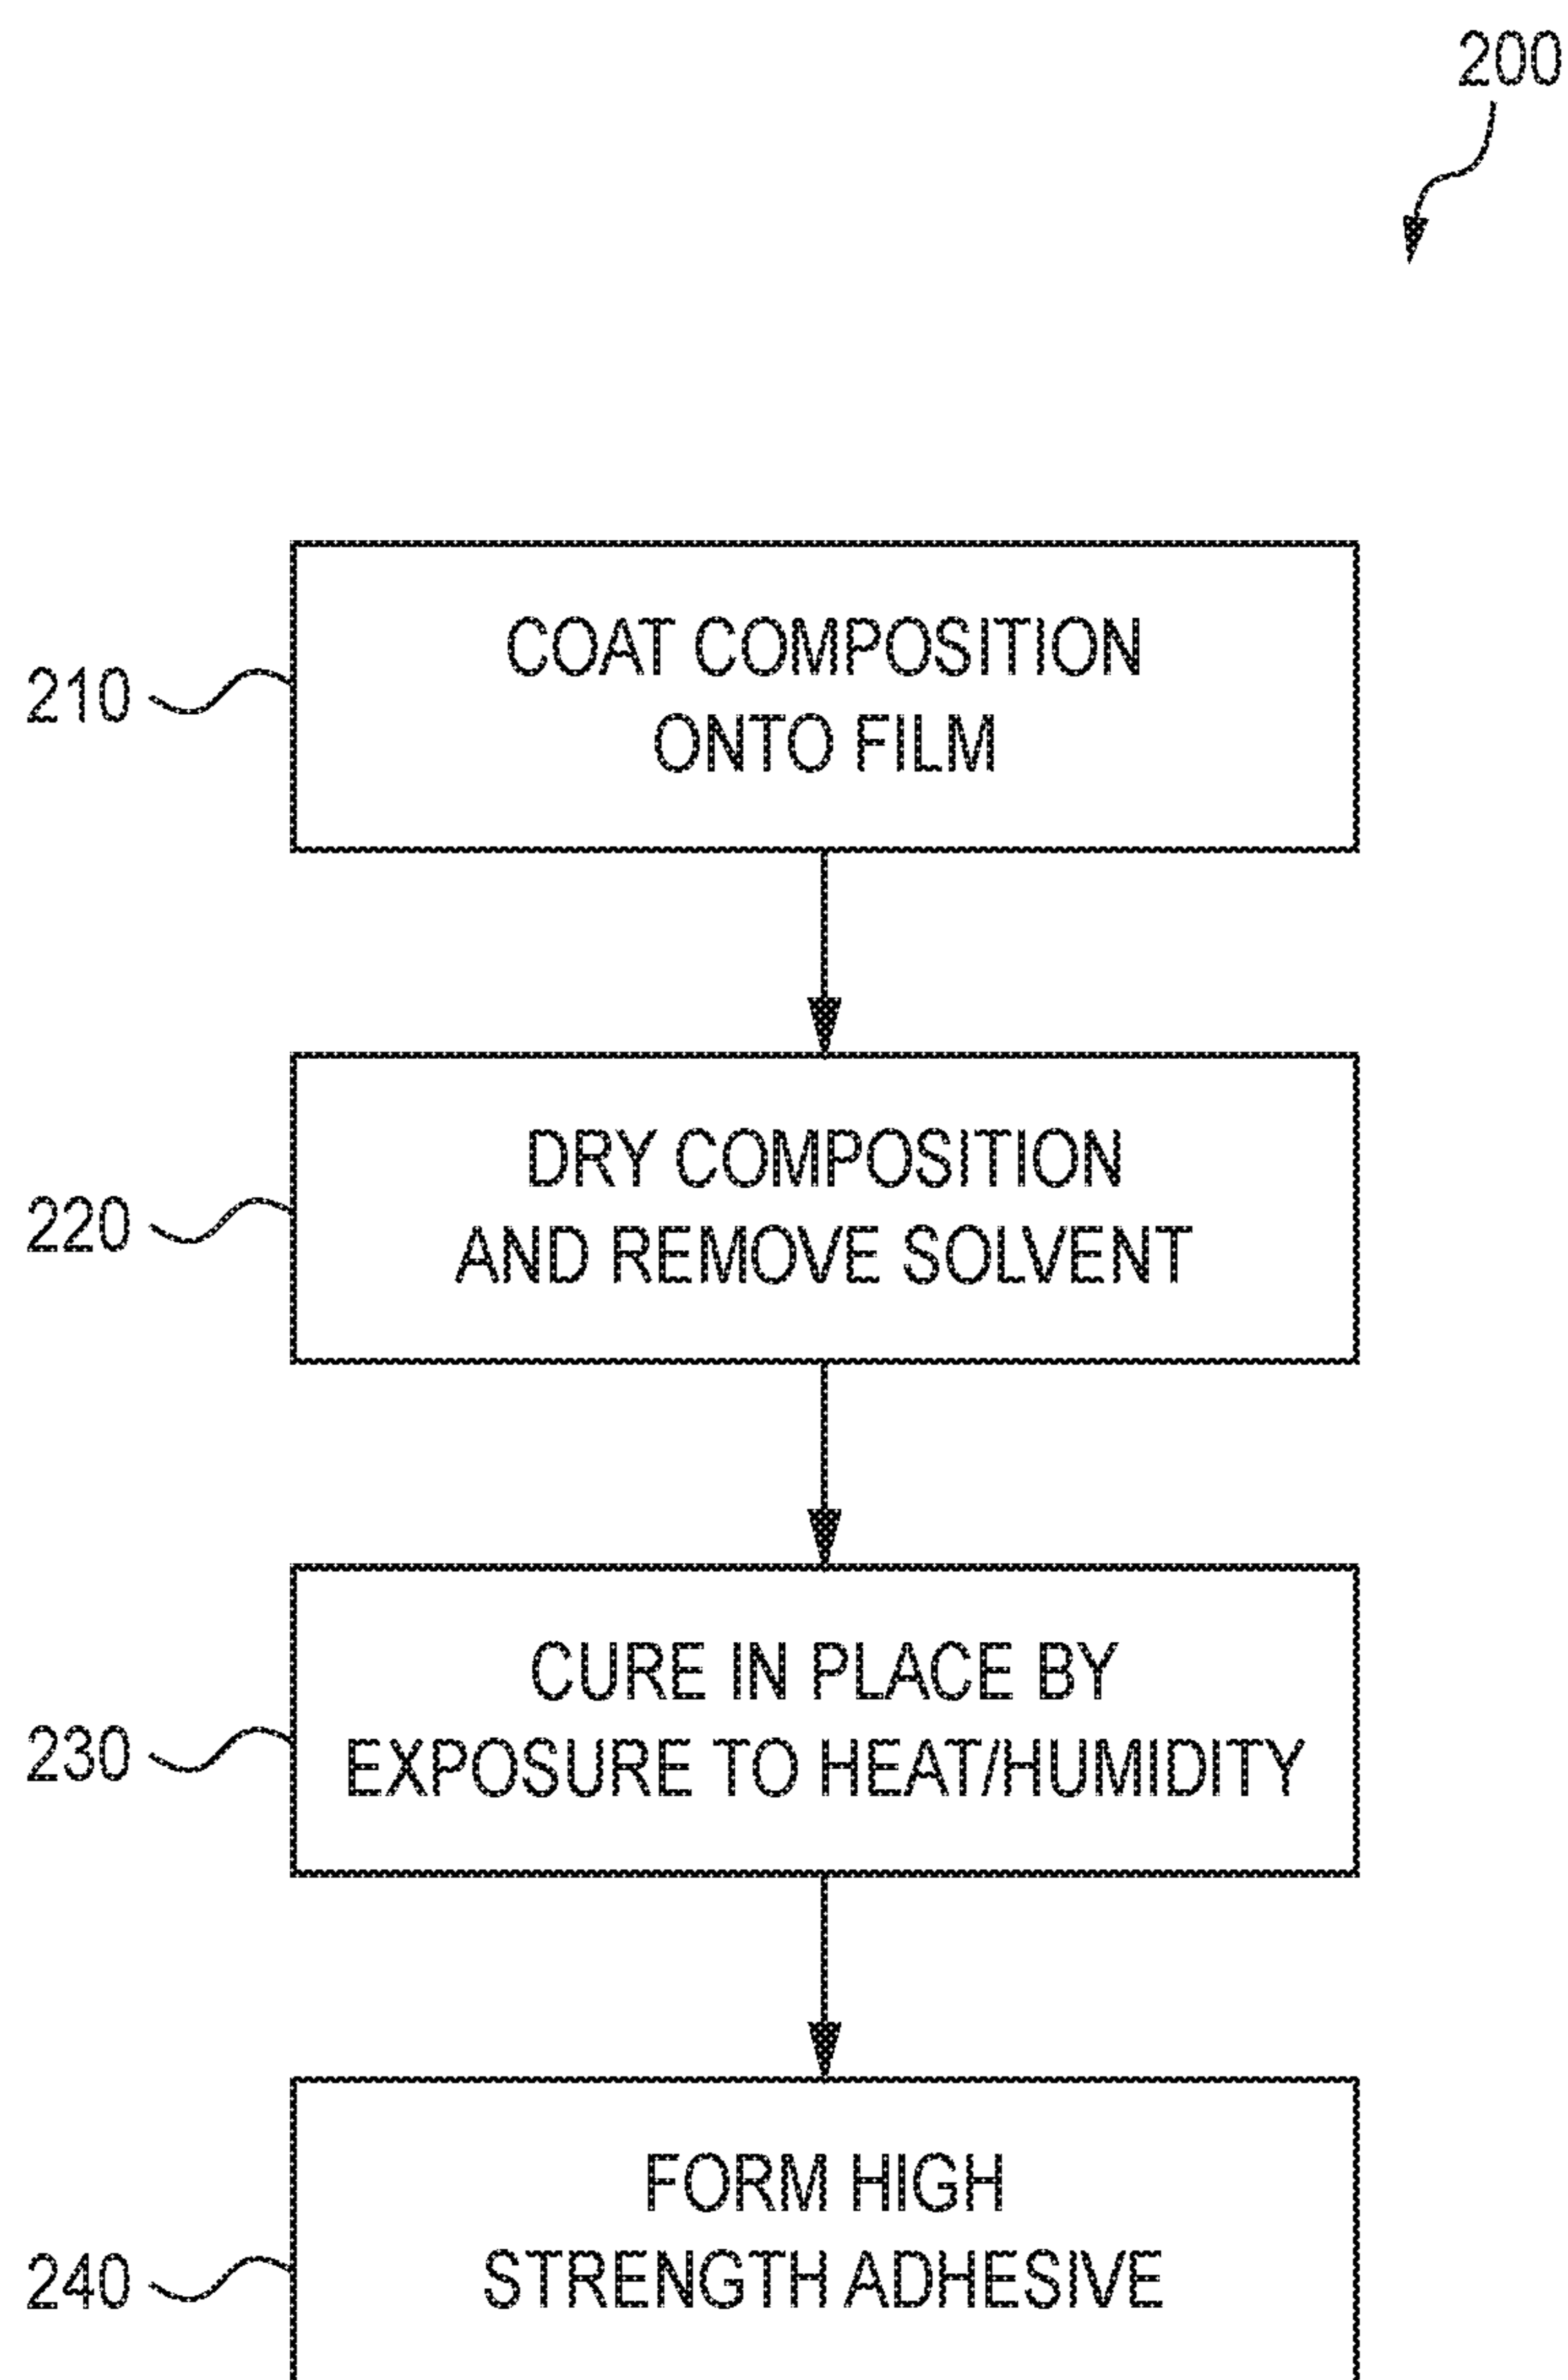 200
210
COAT COMPOSITION
ONTO FILM
220
DRY COMPOSITION
AND REMOVE SOLVENT
230
CURE IN PLACE BY
EXPOSURE TO HEAT/HUMIDITY
240
FORM HIGH
STRENGTH ADHESIVE